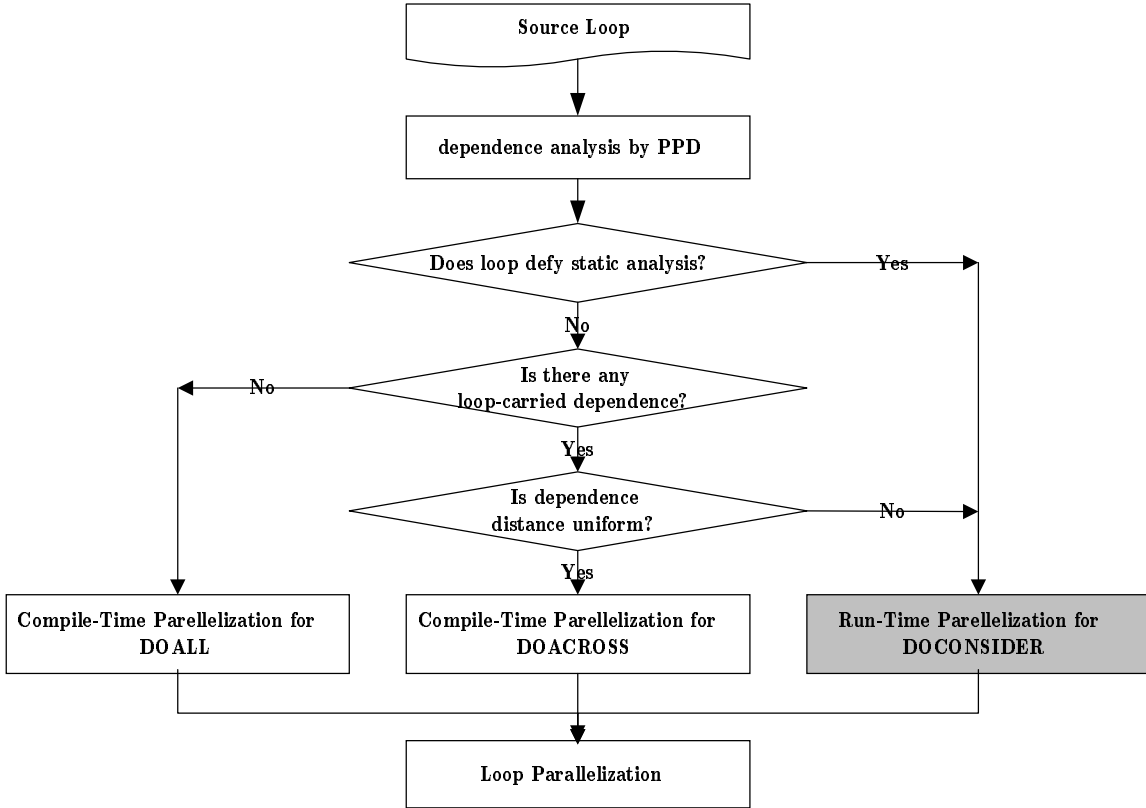 Source Loop
dependence analysis by PPD
Does loop defy static analysis?
Yes
No
Is there any
loop-carried dependence?
No
Yes
Is dependence
distance uniform?
No
Yes
Compile-Time Parellelization for
DOALL
Compile-Time Parellelization for
DOACROSS
Run-Time Parellelization for
DOCONSIDER
Loop Parallelization